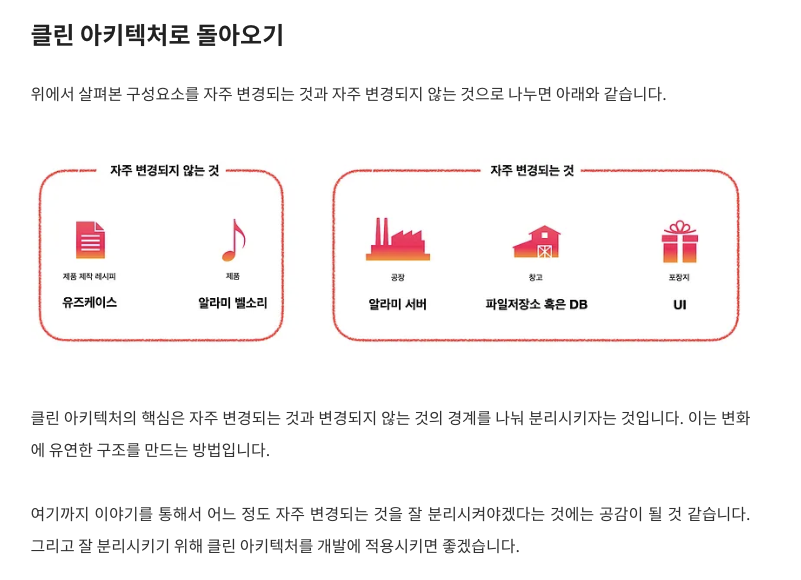 클린 아키텍처로 돌아오기
위에서 살펴본 구성요소를 자주 변경되는 것과 자주 변경되지 않는 것으로 나누면 아래와 같습니다.
자주 변경되지 않는 것
제품 제작 레시피
유즈케이스
제품
알라미 벨소리
자주 변경되는 것
공장
알라미 서버
창고
파일저장소 혹은 DB
포장지
UI
클린 아키텍처의 핵심은 자주 변경되는 것과 변경되지 않는 것의 경계를 나눠 분리시키자는 것입니다. 이는 변화
에 유연한 구조를 만드는 방법입니다.
여기까지 이야기를 통해서 어느 정도 자주 변경되는 것을 잘 분리시켜야겠다는 것에는 공감이 될 것 같습니다.
그리고 잘 분리시키기 위해 클린 아키텍처를 개발에 적용시키면 좋겠습니다.